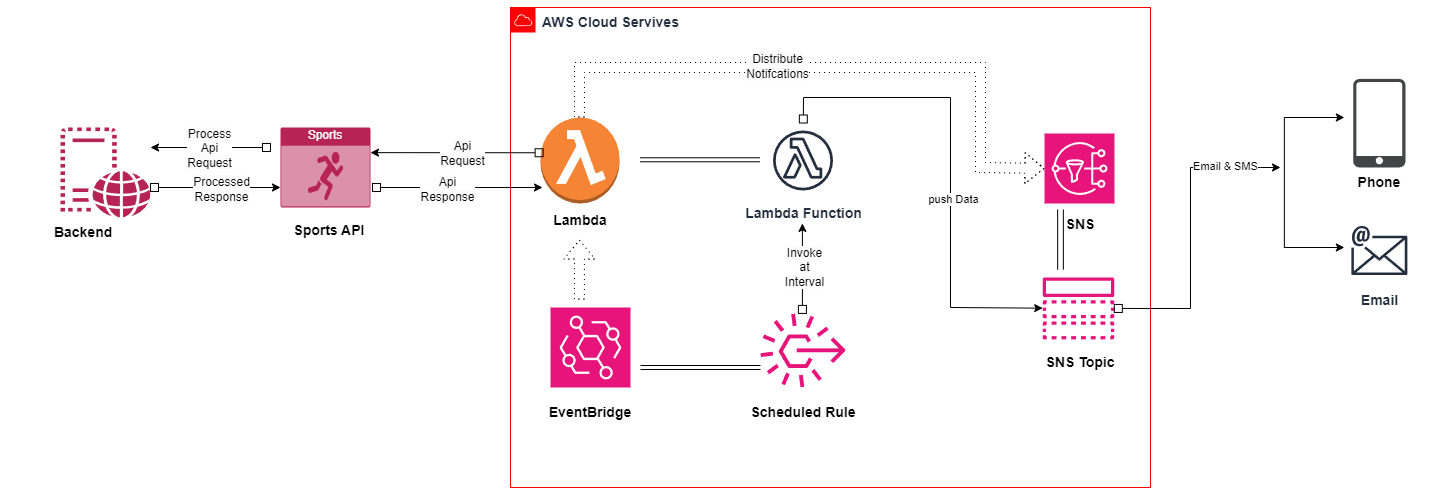 AWS Cloud Servives
Distribute
Notifcations
Process
Api
Request
Processed
Response
Backend
Sports
Sports API
Api
Request
Api
Response
Lambda
Lambda Function
Invoke
at
Interval
push Data
SNS
SNS Topic
EventBridge
Scheduled Rule
Email & SMS
Phone
@
Email